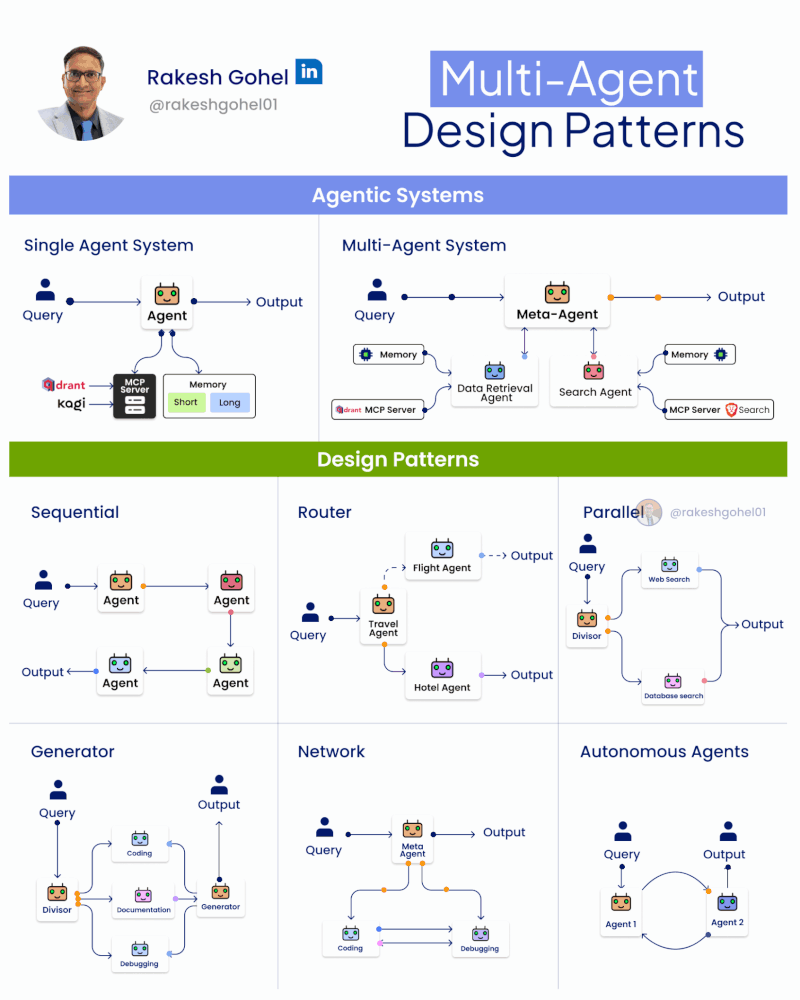 Rakesh Gohel in
@rakeshgohel01
Multi-Agent
Design Patterns
Agentic Systems
Single Agent System
Query
Agent
Output
drant
kagi
MCP
Server
Memory
Short
Long
Multi-Agent System
Query
Meta-Agent
Output
Memory
Data Retrieval
Agent
drant MCP Server
Memory
Search Agent
MCP Server Search
Design Patterns
Sequential
Query
Agent
Agent
Output
Agent
Agent
Router
Flight Agent
Output
Query
Travel
Agent
Hotel Agent
Output
Parallel
@rakeshgohel01
Query
Web Search
Divisor
Output
Database search
Generator
Query
Output
Coding
Divisor
Documentation
Generator
Debugging
Network
Query
Meta
Agent
Output
Coding
Debugging
Autonomous Agents
Query
Output
Agent 1
Agent 2